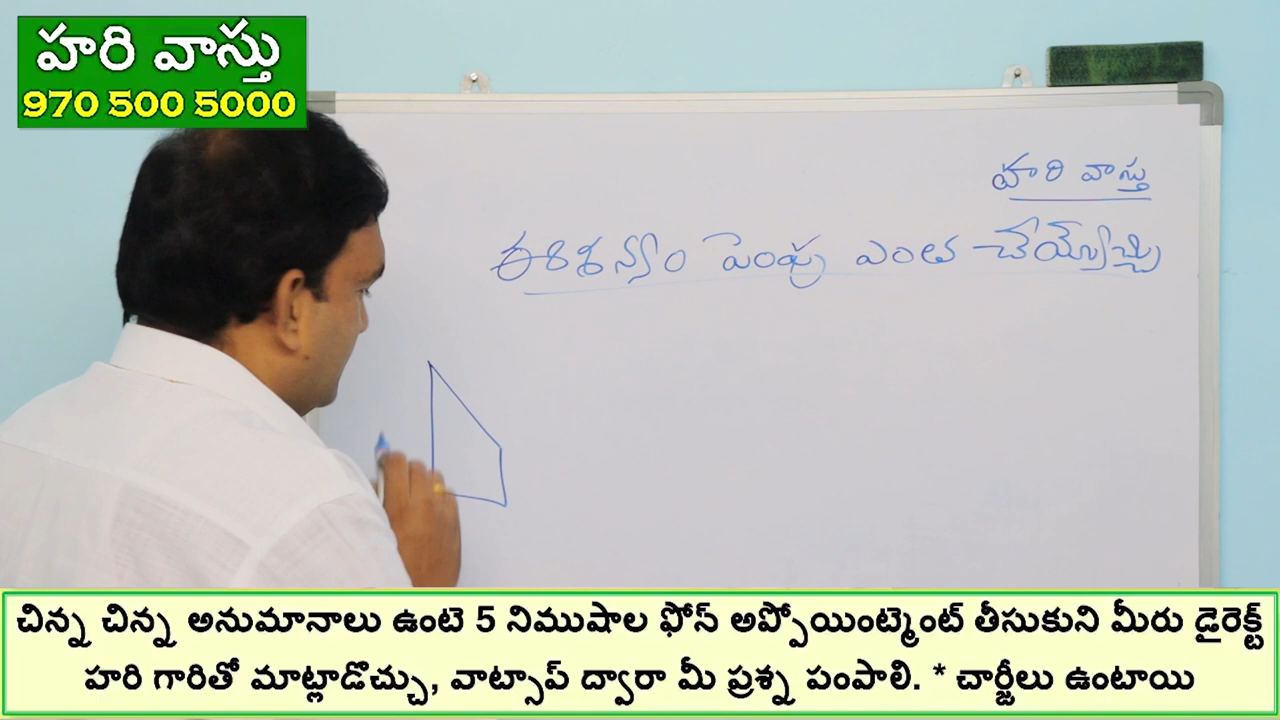 హరి వాస్తు
970 500 5000
హరి వాస్తు
ఈశాన్యం పెంపు ఎంత చేయ్యొచ్చు
చిన్న చిన్న అనుమానాలు ఉంటె 5 నిముషాల ఫోన్ అప్పోయింట్మెంట్ తీసుకుని మీరు డైరెక్ట్
హరి గారితో మాట్లాడొచ్చు, వాట్సాప్ ద్వారా మీ ప్రశ్న పంపాలి. * చార్జీలు ఉంటాయి